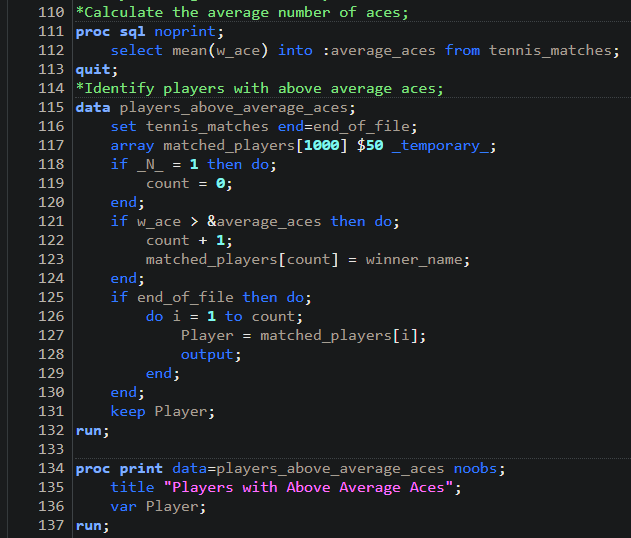 110 *Calculate the average number of aces;
111 proc sql noprint;
112     select mean(w_ace) into :average_aces from tennis_matches;
113 quit;
114 *Identify players with above average aces;
115 data players_above_average_aces;
116     set tennis_matches end=end_of_file;
117     array matched_players[1000] $50 _temporary_;
118     if _N_ = 1 then do;
119         count = 0;
120     end;
121     if w_ace > &average_aces then do;
122         count + 1;
123         matched_players[count] = winner_name;
124     end;
125     if end_of_file then do;
126         do i = 1 to count;
127             Player = matched_players[i];
128             output;
129         end;
130     end;
131     keep Player;
132 run;
133
134 proc print data=players_above_average_aces noobs;
135     title "Players with Above Average Aces";
136     var Player;
137 run;